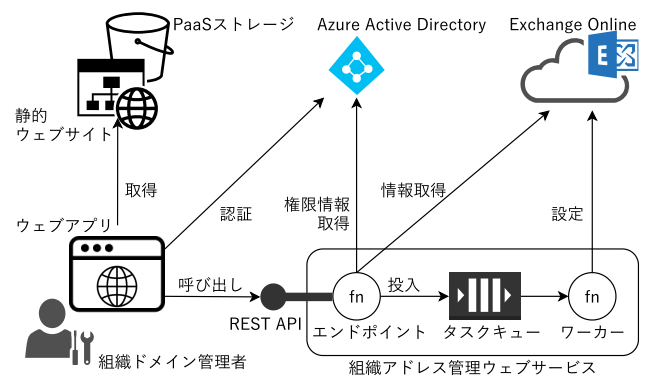 PaaSストレージ
Azure Active Directory
Exchange Online
E
静的
ウェブサイト
取得
認証
権限情報
取得
情報取得
設定
ウェブアプリ
呼び出し
REST API
fn
投入
fn
エンドポイント
タスクキュー
ワーカー
組織ドメイン管理者
組織アドレス管理ウェブサービス